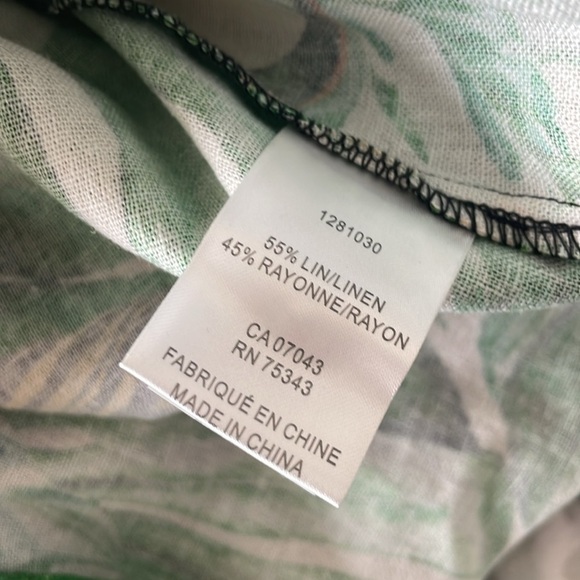 1281030
55% LIN/LINEN
45% RAYONNE/RAYON
CA 07043
RN 75343
FABRIQUÉ EN CHINE
MADE IN CHINA